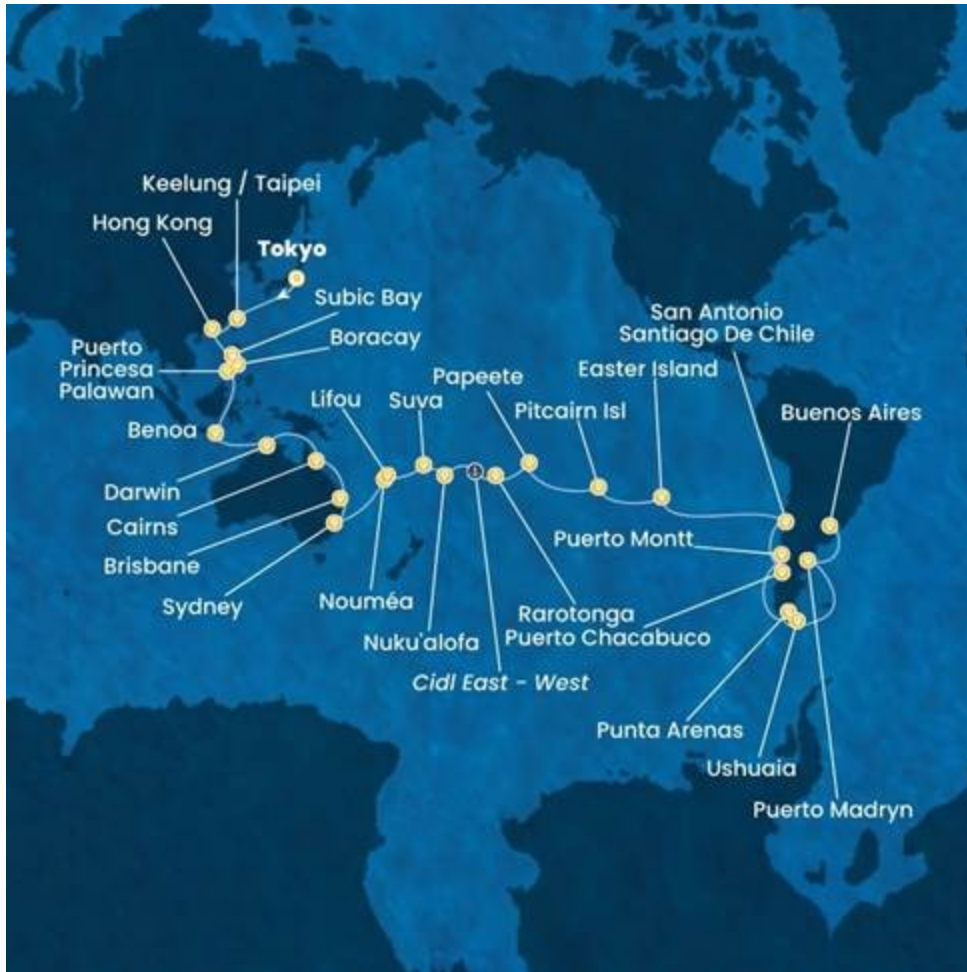 Keelung / Taipei
Hong Kong
Tokyo
Subic Bay
Boracay
Puerto
Princesa
Palawan
San Antonio
Santiago De Chile
Papeete
Easter Island
Lifou
Suva
Pitcairn Isl
Buenos Aires
Benoa
Darwin
Cairns
Brisbane
Puerto Montt
Sydney
Nouméa
Rarotonga
Nuku'alofa
Puerto Chacabuco
Cidl East - West
Punta Arenas
Ushuaia
Puerto Madryn